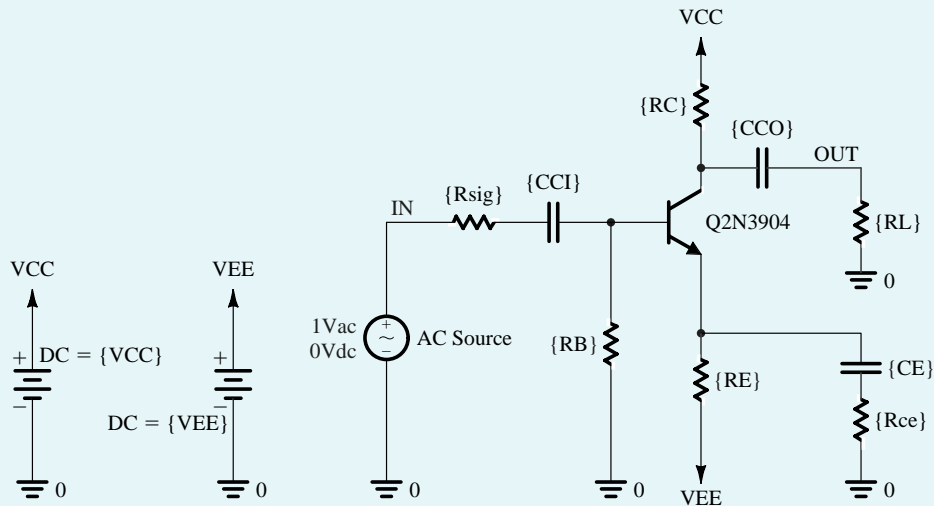 VCC
{RC}
{CCO}
OUT
{Rsig}
{CCI}
IN
Q2N3904
{RL}
0
VCC
VEE
1Vac
0Vdc
+
~
−
AC Source
{RB}
{RE}
{CE}
{Rce}
+
DC = {VCC}
−
+
−
DC = {VEE}
0
0
0
0
VEE
0